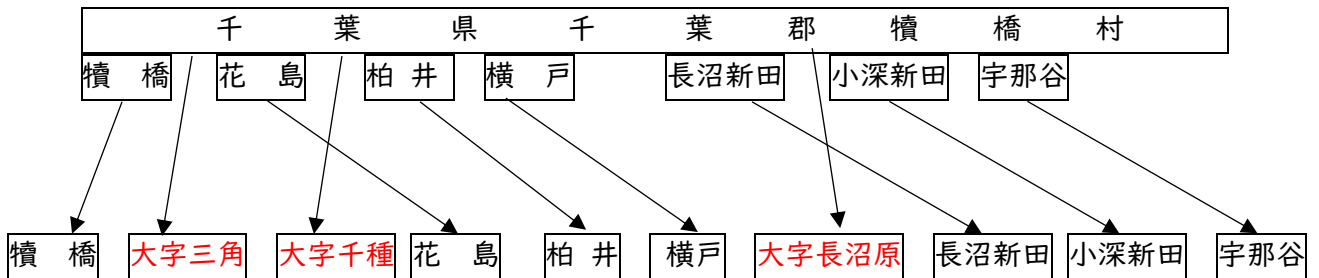 千葉県千葉郡犢橋村
犢橋 花島 柏井 横戸 長沼新田 小深新田 宇那谷
犢橋 大字三角 大字千種 花島 柏井 横戸 大字長沼原 長沼新田 小深新田 宇那谷